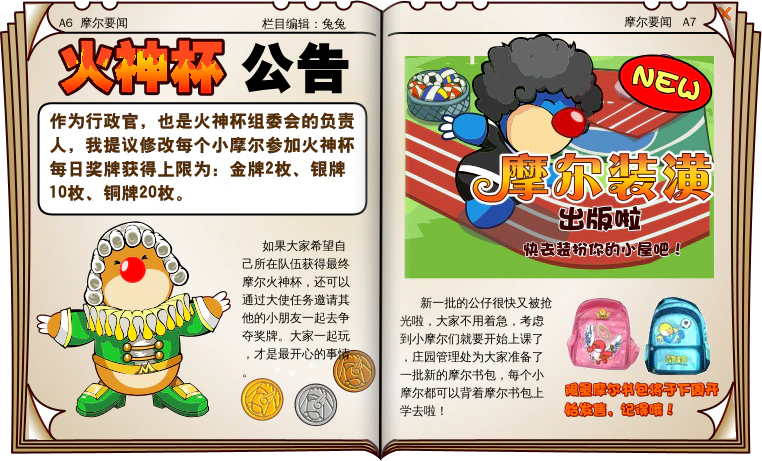 A6 摩尔要闻
栏目编辑：兔兔
火神杯 公告
作为行政官，也是火神杯组委会的负责
人，我提议修改每个小摩尔参加火神杯
每日奖牌获得上限为：金牌2枚、银牌
10枚、铜牌20枚。
如果大家希望自
己所在队伍获得最终
摩尔火神杯，还可以
通过大使任务邀请其
他的小朋友一起去争
夺奖牌。大家一起玩
，才是最开心的事情
。
摩尔要闻 A7
NEW
摩尔装潢
出版啦
快去装扮你的小屋吧！
新一批的公仔很快又被抢
光啦，大家不用着急，考虑
到小摩尔们就要开始上课了
，庄园管理处为大家准备了
一批新的摩尔书包，每个小
摩尔都可以背着摩尔书包上
学去啦！
限量摩尔书包将于下周开
始发售，记得哦！